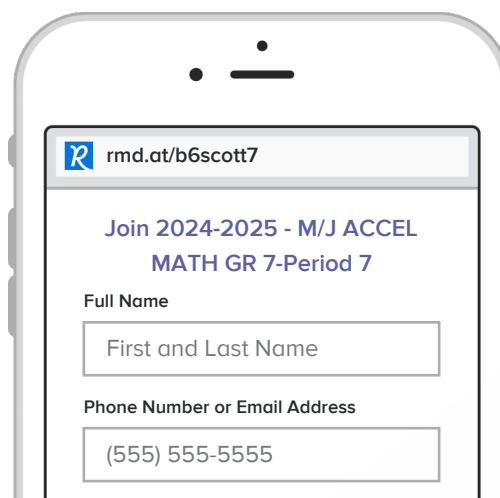 rmd.at/b6scott7
Join 2024-2025 - M/J ACCEL
MATH GR 7-Period 7
Full Name
First and Last Name
Phone Number or Email Address
(555) 555-5555